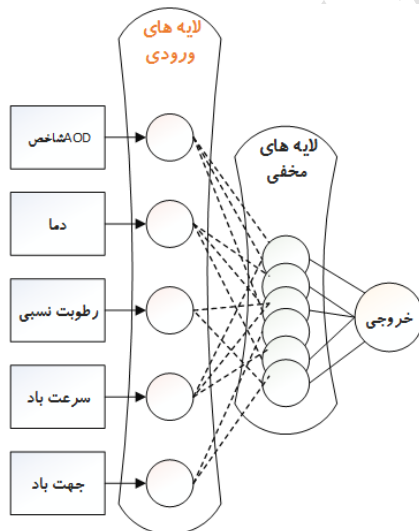 لایه های
ورودی
شاخصAOD
دما
رطوبت نسبی
سرعت باد
جهت باد
لایه های
مخفی
خروجی